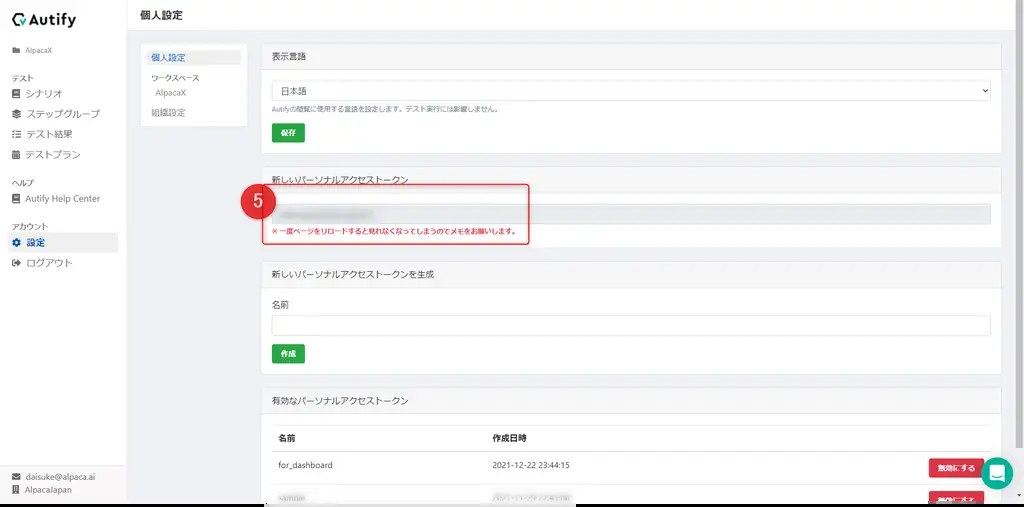 Autify
AlpacaX
テスト
シナリオ
ステップグループ
テスト結果
テストプラン
ヘルプ
Autify Help Center
アカウント
設定
ログアウト
daisuke@alpaca.ai
AlpacaJapan
個人設定
個人設定
ワークスペース
AlpacaX
組織設定
表示言語
日本語
Autifyの閲覧に使用する言語を設定します。テスト実行には影響しません。
保存
新しいパーソナルアクセストークン
5
※ 一度ページをリロードすると見れなくなってしまうのでメモをお願いします。
新しいパーソナルアクセストークンを生成
名前
作成
有効なパーソナルアクセストークン
名前 作成日時
for_dashboard 2021-12-22 23:44:15 無効にする
無効にする